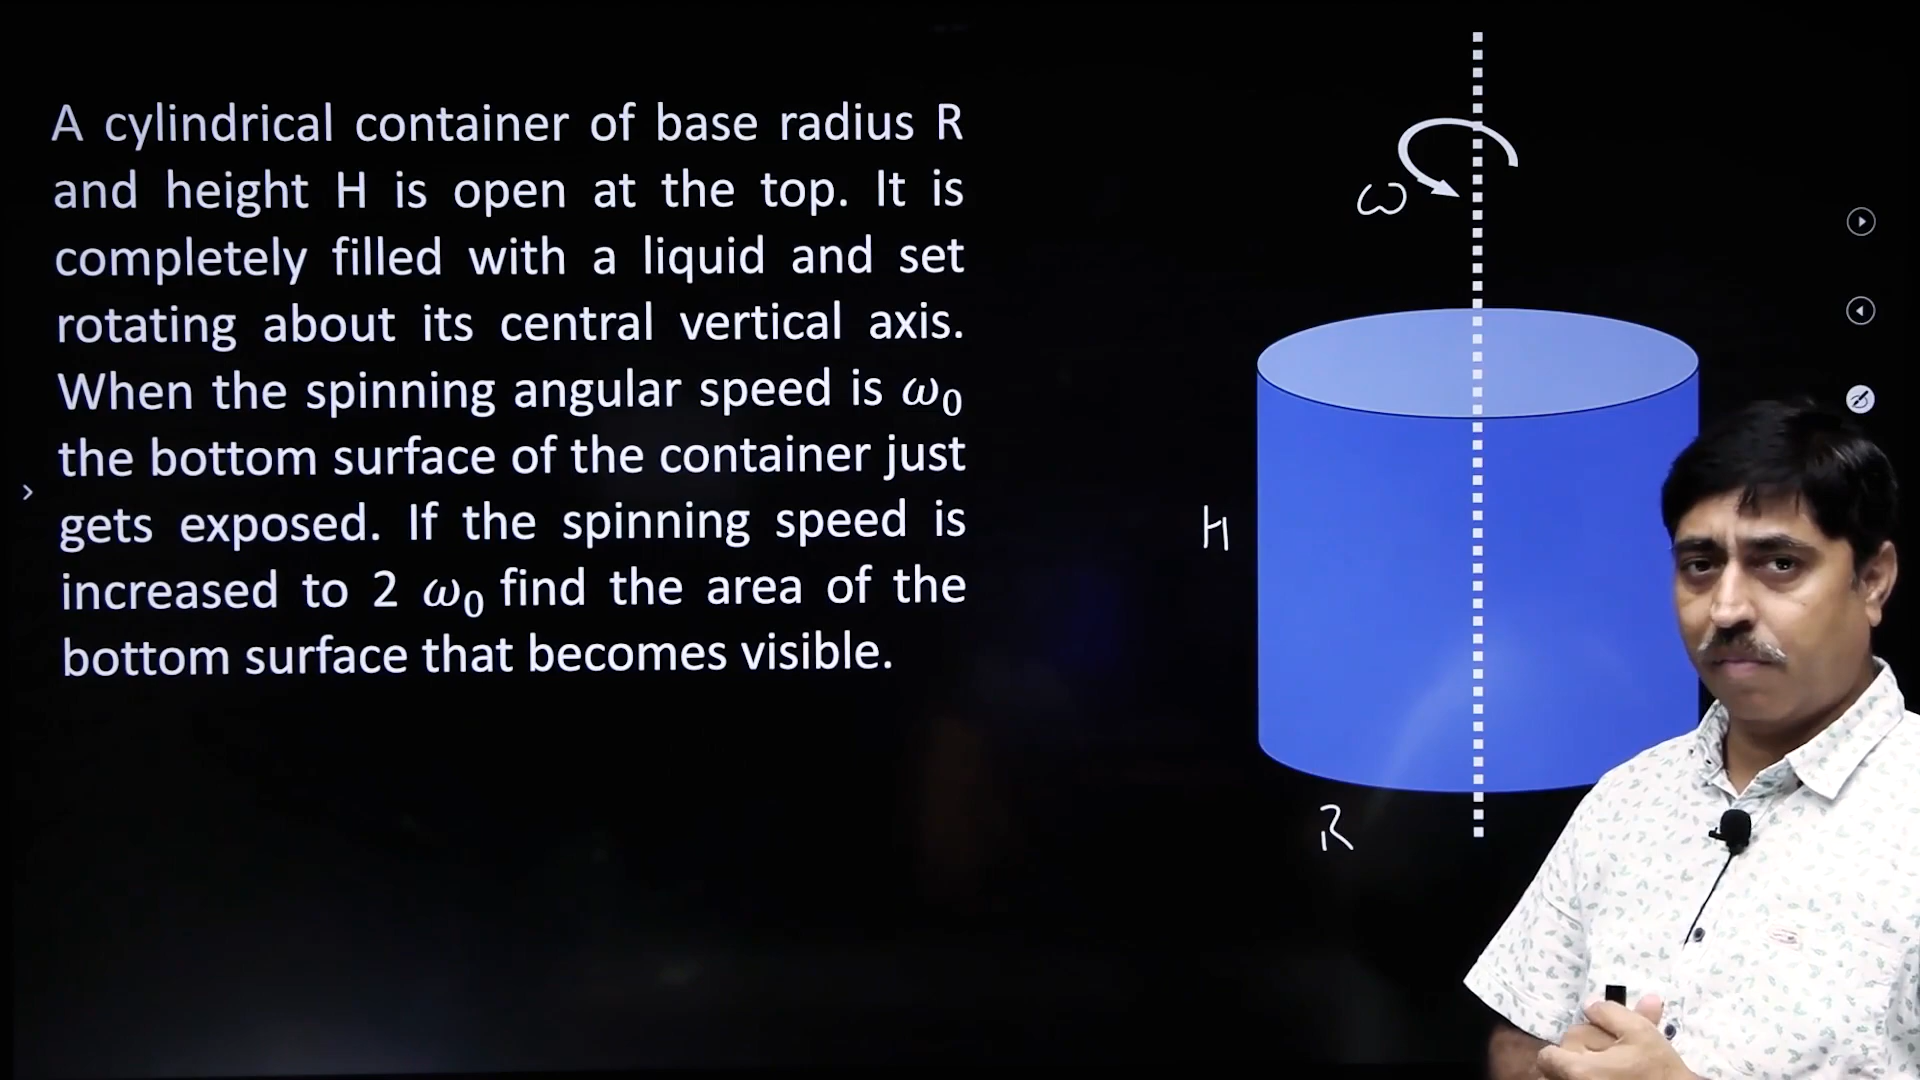 A cylindrical container of base radius R
and height H is open at the top. It is
completely filled with a liquid and set
rotating about its central vertical axis.
When the spinning angular speed is ω₀
the bottom surface of the container just
gets exposed. If the spinning speed is
increased to 2 ω₀ find the area of the
bottom surface that becomes visible.
ω
H
R